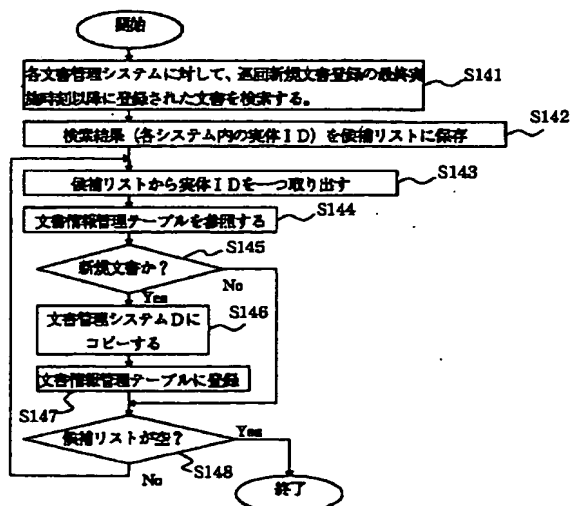 開始
各文書管理システムに対して、巡回新規文書登録の最終実
施時刻以降に登録された文書を検索する。
S141
検索結果（各システム内の実体ＩＤ）を候補リストに保存
S142
候補リストから実体ＩＤを一つ取り出す
S143
文書情報管理テーブルを参照する
S144
新規文書か？
S145
Yes
No
文書管理システムＤに
コピーする
S146
文書情報管理テーブルに登録
S147
候補リストが空？
Yes
S148
No
終了